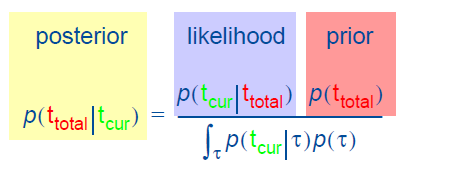 posterior likelihood prior
p(t_total|t_cur) = p(t_cur|t_total) p(t_total)
∫_τ p(t_cur|τ)p(τ)